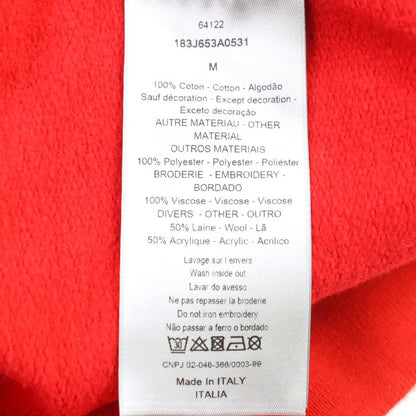 64122
183J653A0531
M
100% Coton - Cotton - Algodão
Sauf décoration - Except decoration -
Exceto decoração
AUTRE MATERIAU - OTHER
MATERIAL
OUTROS MATERIAIS
100% Polyester - Polyester - Poliéster
BRODERIE - EMBROIDERY -
BORDADO
100% Viscose - Viscose - Viscose
DIVERS - OTHER - OUTRO
50% Laine - Wool - Lã
50% Acrylique - Acrylic - Acrilico
Lavage sur l'envers
Wash inside out
Lavar do avesso
Ne pas repasser la broderie
Do not iron embroidery
Não passar a ferro o bordado
30
CNPJ 02-046-366/0003-99
Made In ITALY
ITALIA